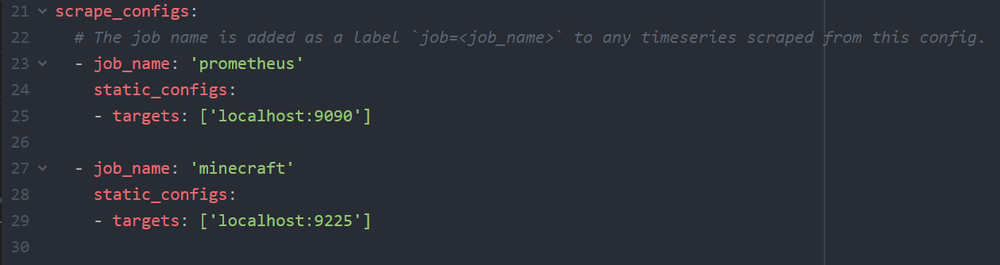 21 scrape_configs:
22   # The job name is added as a label `job=<job_name>` to any timeseries scraped from this config.
23   - job_name: 'prometheus'
24     static_configs:
25     - targets: ['localhost:9090']
26
27   - job_name: 'minecraft'
28     static_configs:
29     - targets: ['localhost:9225']
30